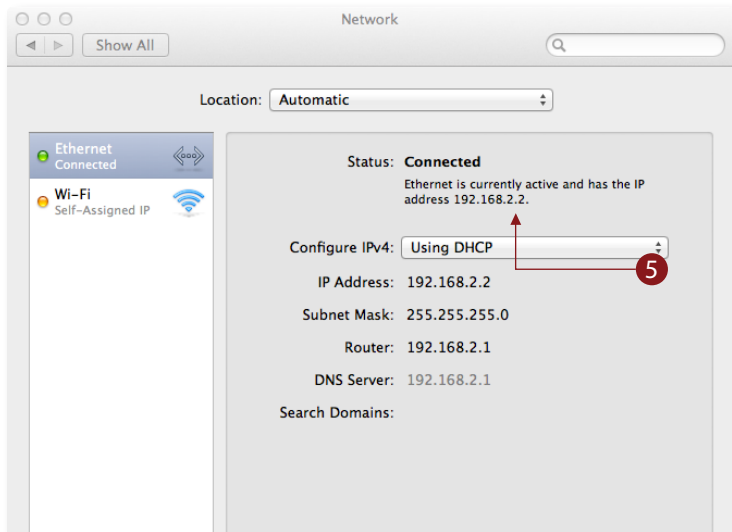 Network
Show All
Location: Automatic
Ethernet
Connected
Wi-Fi
Self-Assigned IP
Status: Connected
Ethernet is currently active and has the IP
address 192.168.2.2.
Configure IPv4: Using DHCP
5
IP Address: 192.168.2.2
Subnet Mask: 255.255.255.0
Router: 192.168.2.1
DNS Server: 192.168.2.1
Search Domains: